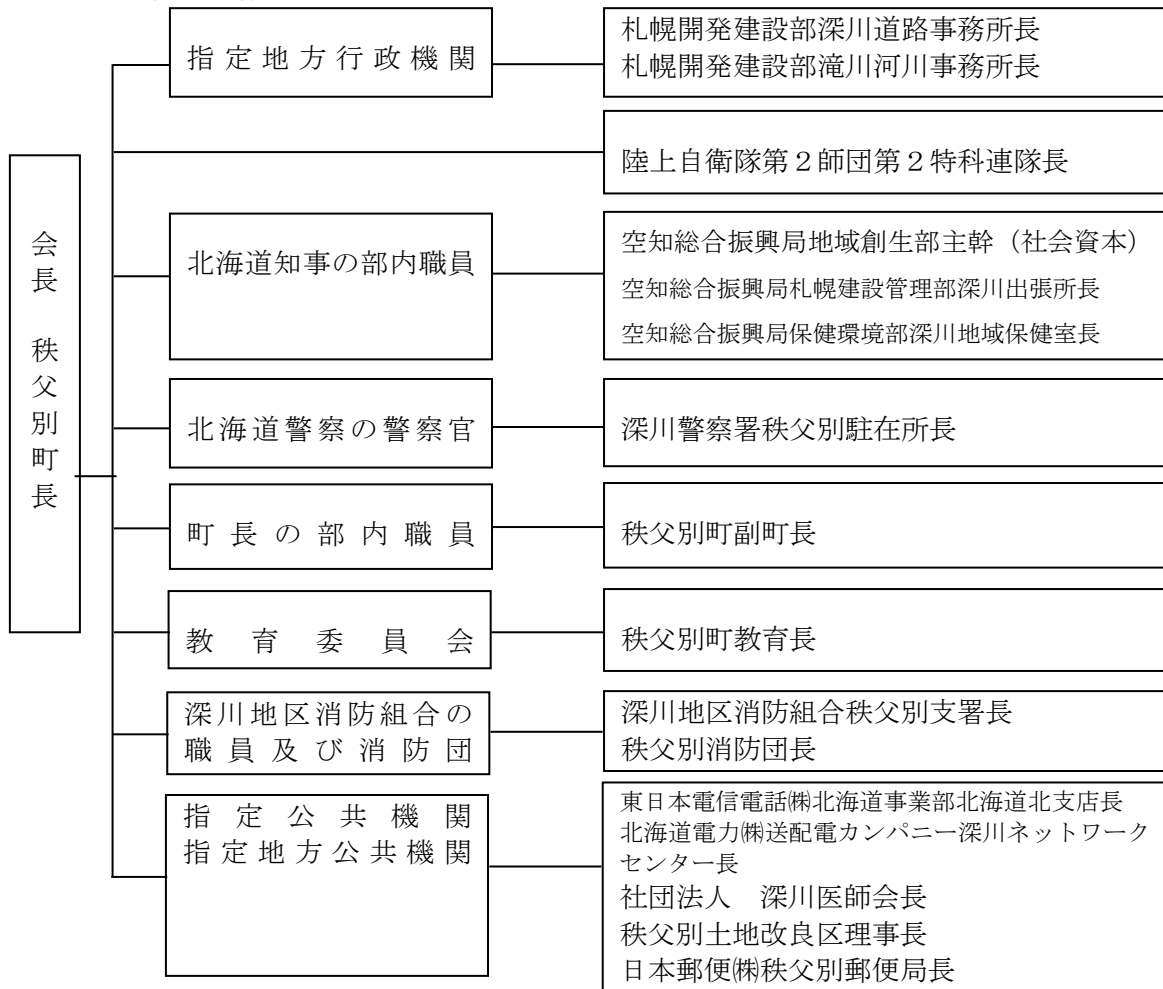 会長　秩父別町長
指定地方行政機関
札幌開発建設部深川道路事務所長
札幌開発建設部滝川河川事務所長
陸上自衛隊第２師団第２特科連隊長
北海道知事の部内職員
空知総合振興局地域創生部主幹（社会資本）
空知総合振興局札幌建設管理部深川出張所長
空知総合振興局保健環境部深川地域保健室長
北海道警察の警察官
深川警察署秩父別駐在所長
町長の部内職員
秩父別町副町長
教育委員会
秩父別町教育長
深川地区消防組合の
職員及び消防団
深川地区消防組合秩父別支署長
秩父別消防団長
指定公共機関
指定地方公共機関
東日本電信電話㈱北海道事業部北海道北支店長
北海道電力㈱送配電カンパニー深川ネットワーク
センター長
社団法人　深川医師会長
秩父別土地改良区理事長
日本郵便㈱秩父別郵便局長